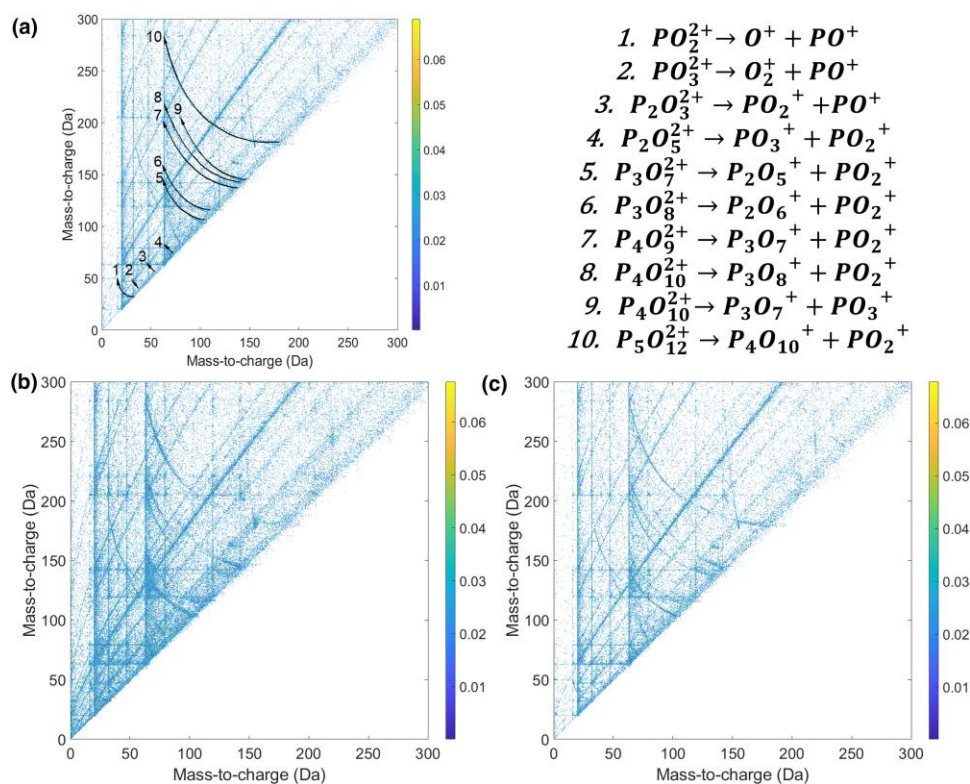 (a)
300
250
200
150
100
50
0
Mass-to-charge (Da)
10
8
9
7
6
5
4
3
2
1
0 50 100 150 200 250 300
Mass-to-charge (Da)
0.06
0.05
0.04
0.03
0.02
0.01
1. PO₂²⁺ → O⁺ + PO⁺
2. PO₃²⁺ → O₂⁺ + PO⁺
3. P₂O₃²⁺ → PO₂⁺ + PO⁺
4. P₂O₅²⁺ → PO₃⁺ + PO₂⁺
5. P₃O₇²⁺ → P₂O₅⁺ + PO₂⁺
6. P₃O₈²⁺ → P₂O₆⁺ + PO₂⁺
7. P₄O₉²⁺ → P₃O₇⁺ + PO₂⁺
8. P₄O₁₀²⁺ → P₃O₈⁺ + PO₂⁺
9. P₄O₁₀²⁺ → P₃O₇⁺ + PO₃⁺
10. P₅O₁₂²⁺ → P₄O₁₀⁺ + PO₂⁺
(b)
300
250
200
150
100
50
0
Mass-to-charge (Da)
0 50 100 150 200 250 300
Mass-to-charge (Da)
0.06
0.05
0.04
0.03
0.02
0.01
(c)
300
250
200
150
100
50
0
Mass-to-charge (Da)
0 50 100 150 200 250 300
Mass-to-charge (Da)
0.06
0.05
0.04
0.03
0.02
0.01